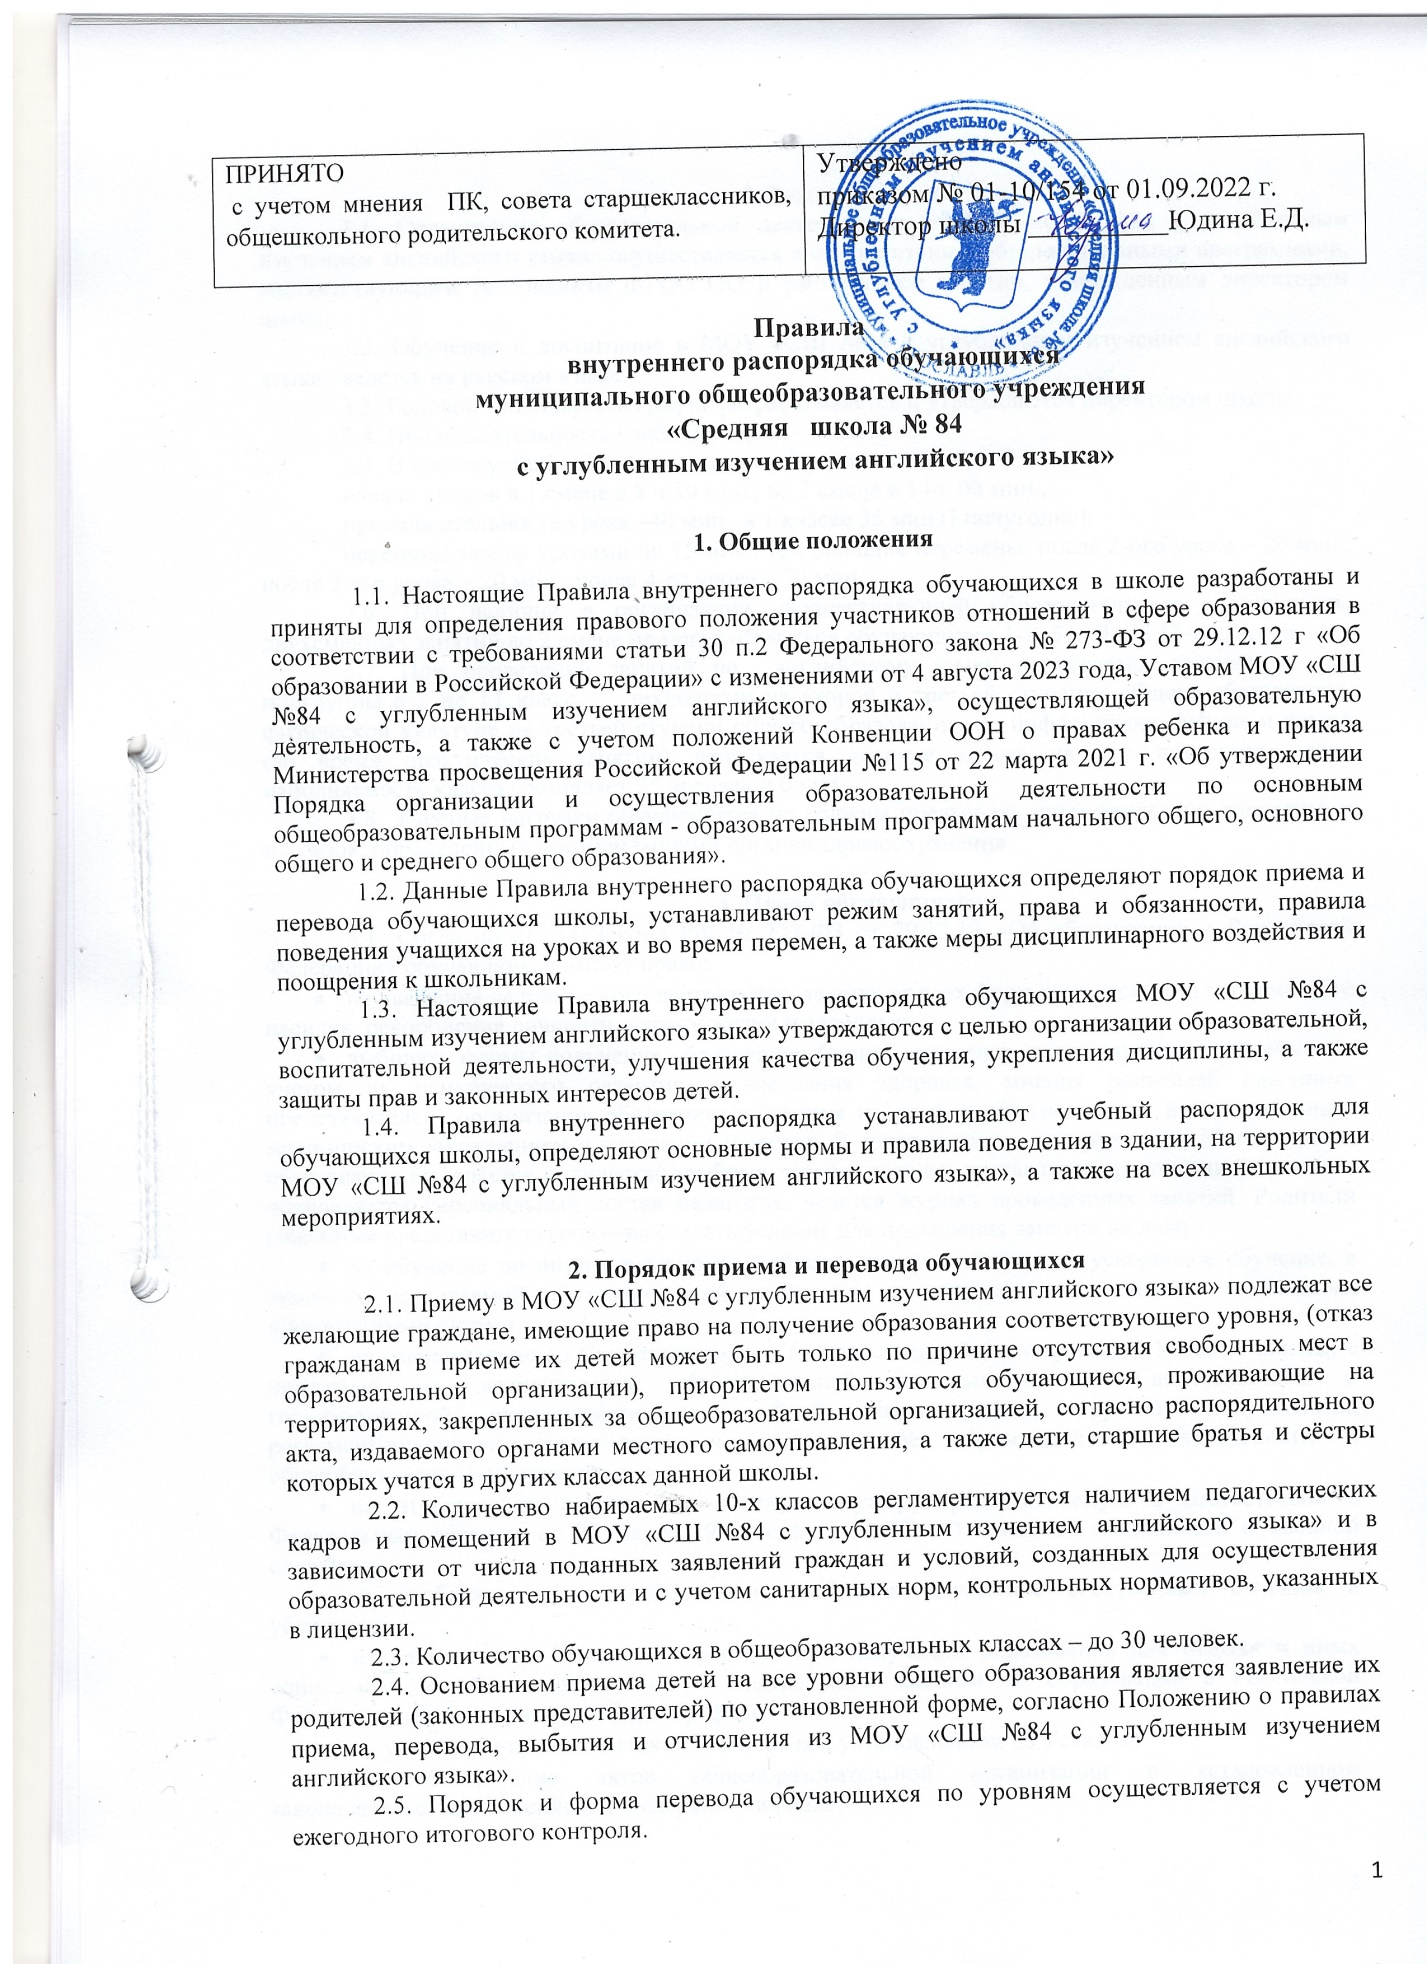 ПРИНЯТО
с учетом мнения ПК, совета старшеклассников,
общешкольного родительского комитета.
Утверждено
приказом № 01-10/154 от 01.09.2022 г.
Директор школы __________Юдина Е.Д.
муниципальное общеобразовательное учреждение «Средняя школа № 84
с углубленным изучением английского языка»
ЯРОСЛАВЛЬ
Правила
внутреннего распорядка обучающихся
муниципального общеобразовательного учреждения
«Средняя школа № 84
с углубленным изучением английского языка»
1. Общие положения
1.1. Настоящие Правила внутреннего распорядка обучающихся в школе разработаны и
приняты для определения правового положения участников отношений в сфере образования в
соответствии с требованиями статьи 30 п.2 Федерального закона № 273-ФЗ от 29.12.12 г «Об
образовании в Российской Федерации» с изменениями от 4 августа 2023 года, Уставом МОУ «СШ
№84 с углубленным изучением английского языка», осуществляющей образовательную
деятельность, а также с учетом положений Конвенции ООН о правах ребенка и приказа
Министерства просвещения Российской Федерации №115 от 22 марта 2021 г. «Об утверждении
Порядка организации и осуществления образовательной деятельности по основным
общеобразовательным программам - образовательным программам начального общего, основного
общего и среднего общего образования».
1.2. Данные Правила внутреннего распорядка обучающихся определяют порядок приема и
перевода обучающихся школы, устанавливают режим занятий, права и обязанности, правила
поведения учащихся на уроках и во время перемен, а также меры дисциплинарного воздействия и
поощрения к школьникам.
1.3. Настоящие Правила внутреннего распорядка обучающихся МОУ «СШ №84 с
углубленным изучением английского языка» утверждаются с целью организации образовательной,
воспитательной деятельности, улучшения качества обучения, укрепления дисциплины, а также
защиты прав и законных интересов детей.
1.4. Правила внутреннего распорядка устанавливают учебный распорядок для
обучающихся школы, определяют основные нормы и правила поведения в здании, на территории
МОУ «СШ №84 с углубленным изучением английского языка», а также на всех внешкольных
мероприятиях.
2. Порядок приема и перевода обучающихся
2.1. Приему в МОУ «СШ №84 с углубленным изучением английского языка» подлежат все
желающие граждане, имеющие право на получение образования соответствующего уровня, (отказ
гражданам в приеме их детей может быть только по причине отсутствия свободных мест в
образовательной организации), приоритетом пользуются обучающиеся, проживающие на
территориях, закрепленных за общеобразовательной организацией, согласно распорядительного
акта, издаваемого органами местного самоуправления, а также дети, старшие братья и сёстры
которых учатся в других классах данной школы.
2.2. Количество набираемых 10-х классов регламентируется наличием педагогических
кадров и помещений в МОУ «СШ №84 с углубленным изучением английского языка» и в
зависимости от числа поданных заявлений граждан и условий, созданных для осуществления
образовательной деятельности и с учетом санитарных норм, контрольных нормативов, указанных
в лицензии.
2.3. Количество обучающихся в общеобразовательных классах – до 30 человек.
2.4. Основанием приема детей на все уровни общего образования является заявление их
родителей (законных представителей) по установленной форме, согласно Положению о правилах
приема, перевода, выбытия и отчисления из МОУ «СШ №84 с углубленным изучением
английского языка».
2.5. Порядок и форма перевода обучающихся по уровням осуществляется с учетом
ежегодного итогового контроля.
1